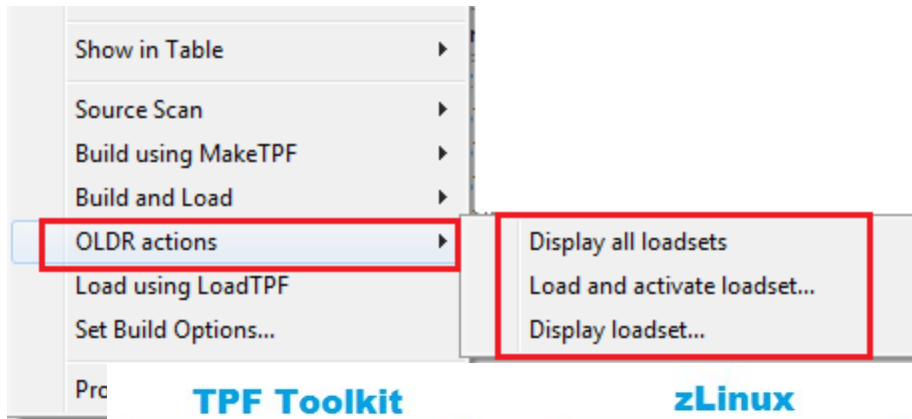 Show in Table
Source Scan
Build using MakeTPF
Build and Load
OLDR actions
Display all loadsets
Load and activate loadset...
Display loadset...
Load using LoadTPF
Set Build Options...
TPF Toolkit
zLinux